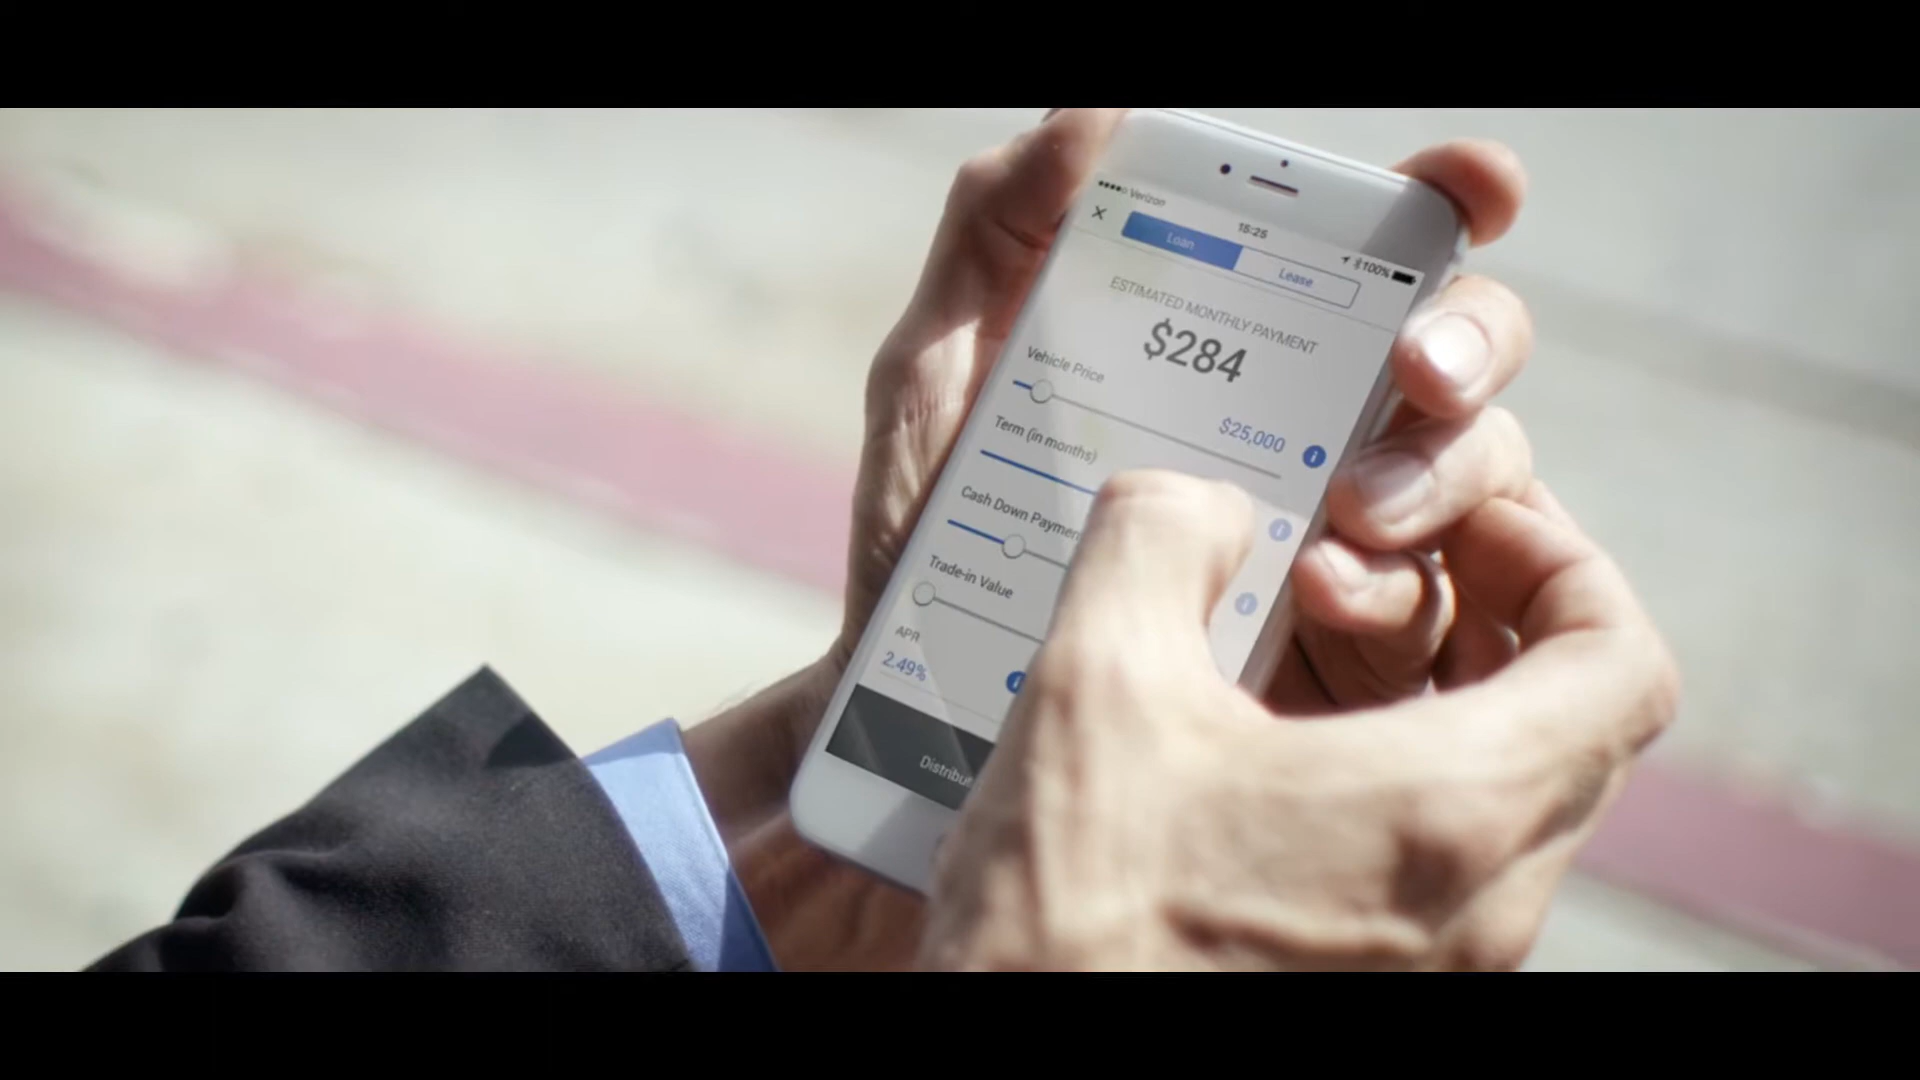 Verizon
15:25
100%
Loan
Lease
ESTIMATED MONTHLY PAYMENT
$284
Vehicle Price
$25,000
Term (in months)
Cash Down Paymen
Trade-in Value
APR
2.49%
Distribu